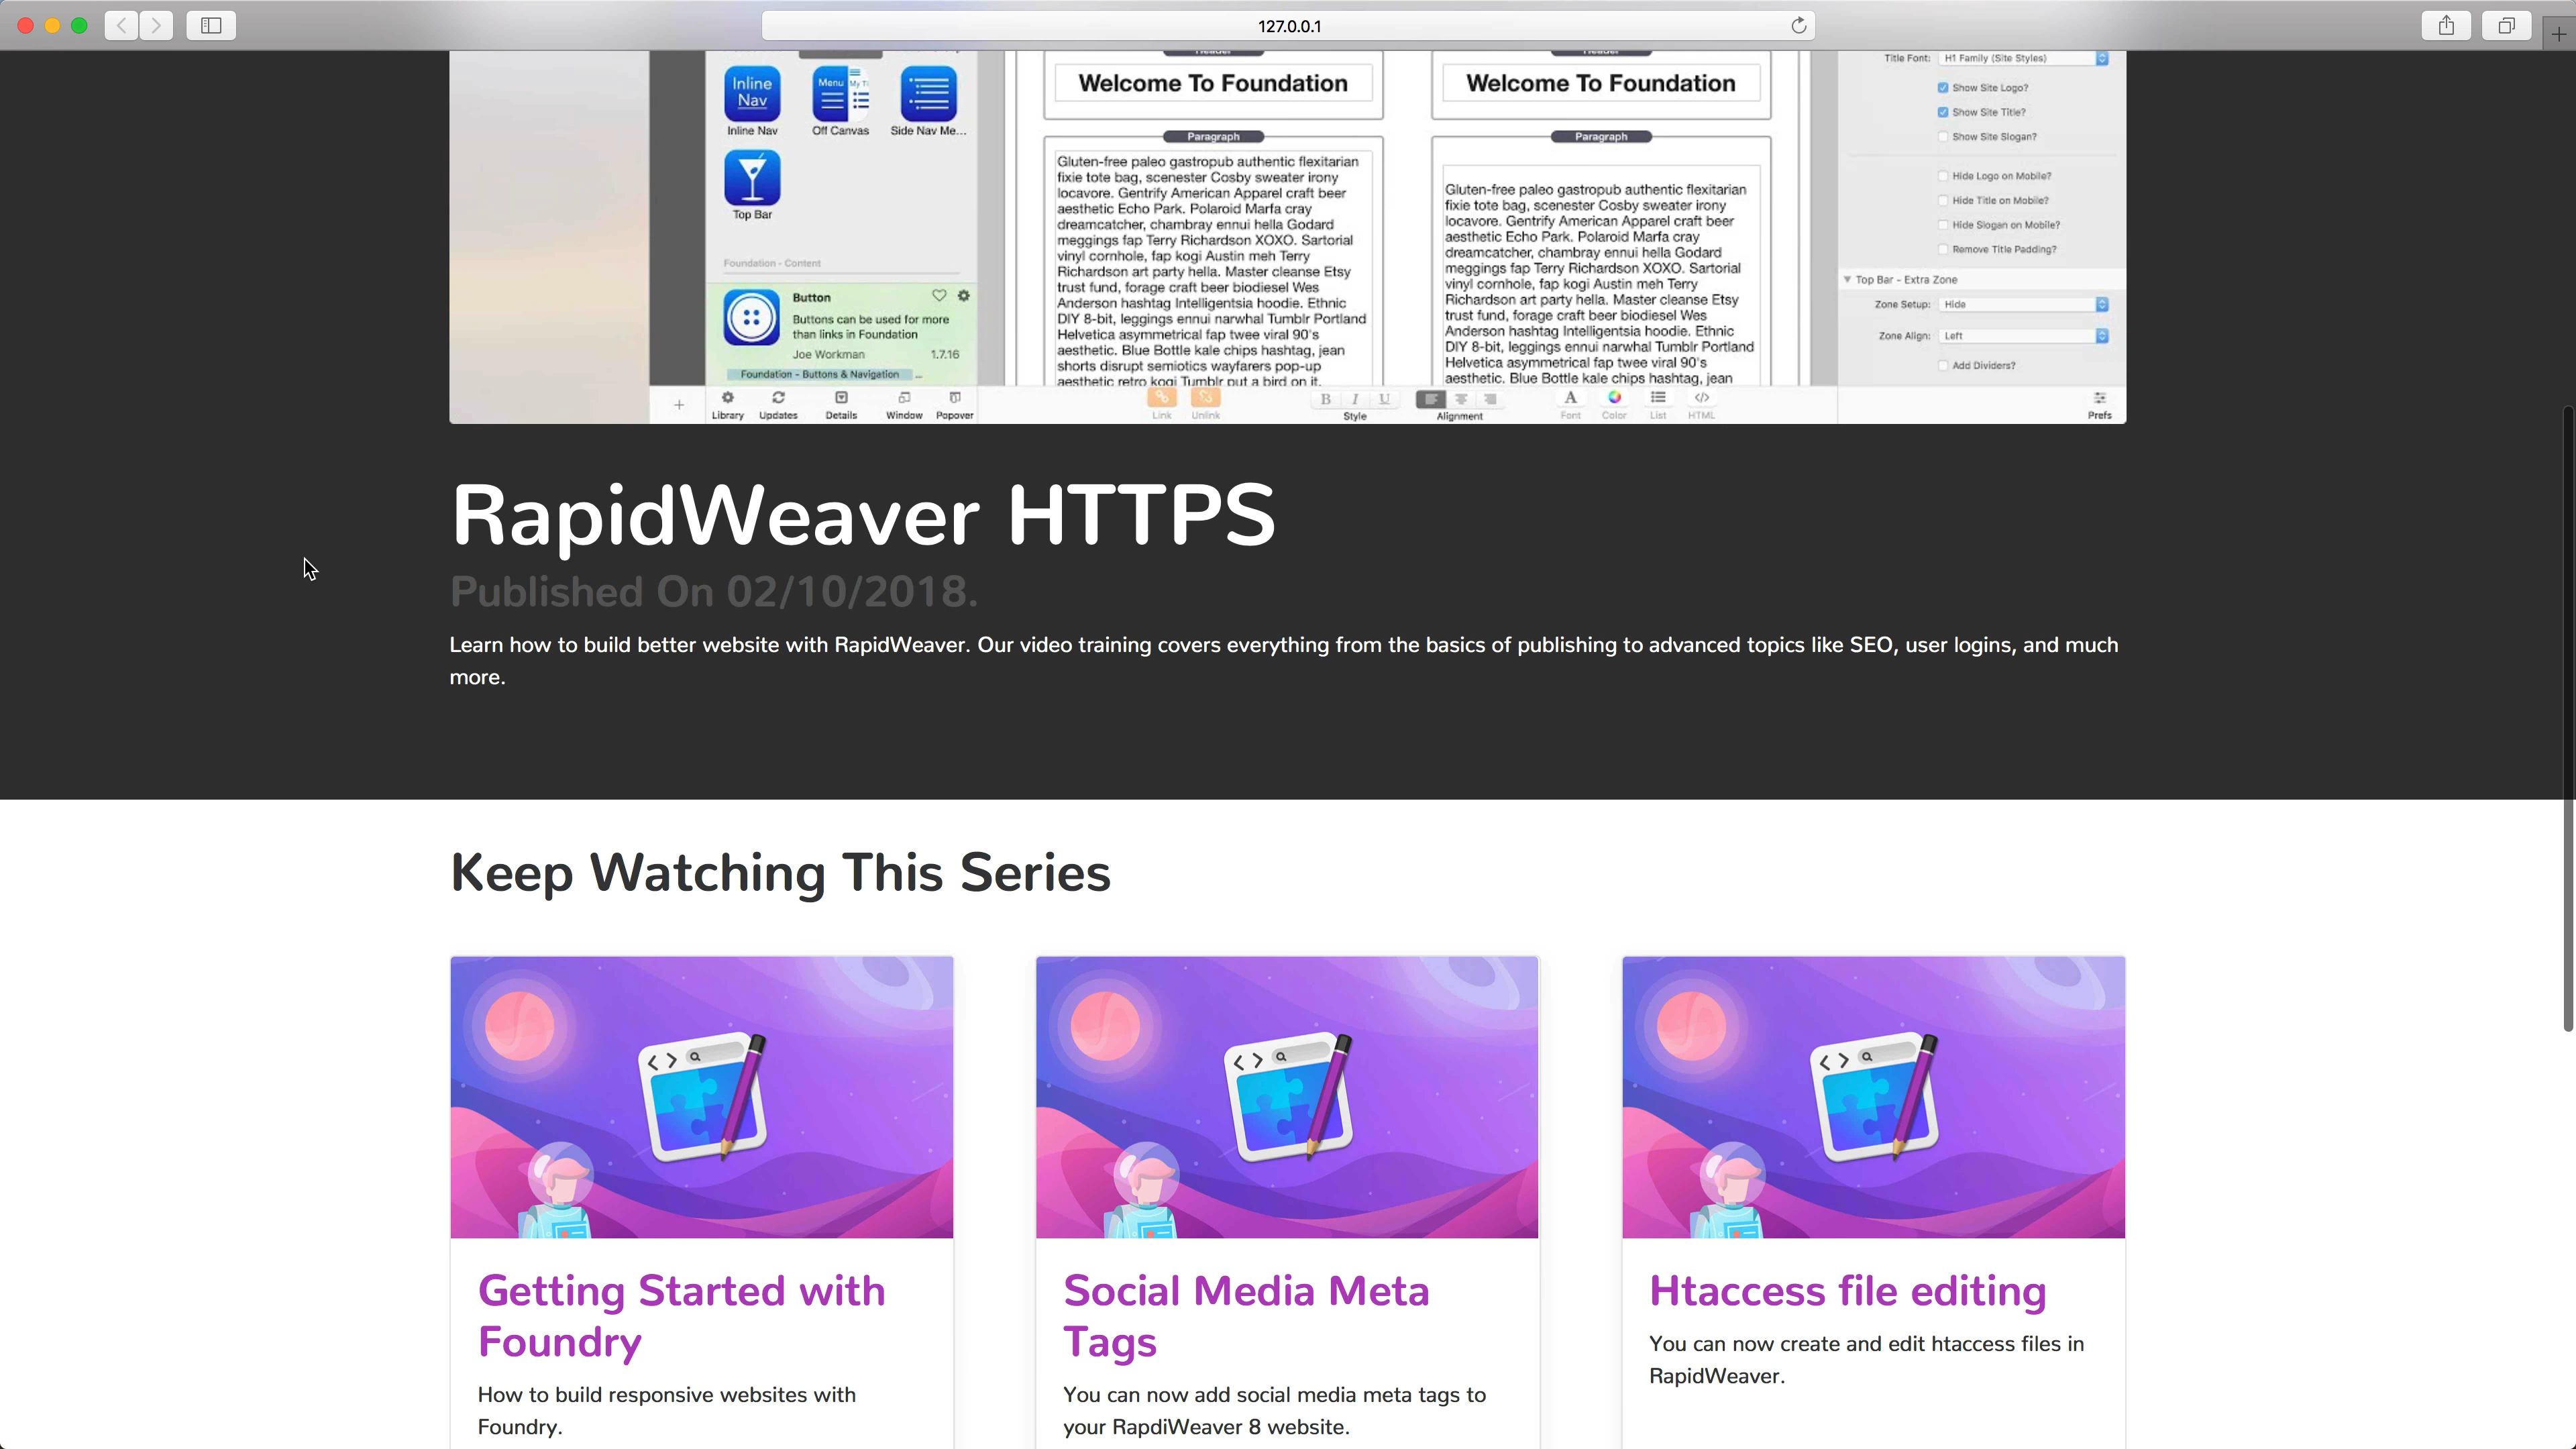 127.0.0.1
Inline Nav
Menu
Inline Nav
Off Canvas
Side Nav Me...
Top Bar
Foundation - Content
Button
Buttons can be used for more
than links in Foundation
Joe Workman 1.7.16
Foundation - Buttons & Navigation ...
Library Updates Details Window Popover
Header
Welcome To Foundation
Paragraph
Gluten-free paleo gastropub authentic flexitarian
fixie tote bag, scenester Cosby sweater irony
locavore. Gentrify American Apparel craft beer
aesthetic Echo Park. Polaroid Marfa cray
dreamcatcher, chambray ennui hella Godard
meggings fap Terry Richardson XOXO. Sartorial
vinyl cornhole, fap kogi Austin meh Terry
Richardson art party hella. Master cleanse Etsy
trust fund, forage craft beer biodiesel Wes
Anderson hashtag Intelligentsia hoodie. Ethnic
DIY 8-bit, leggings ennui narwhal Tumblr Portland
Helvetica asymmetrical fap twee viral 90's
aesthetic. Blue Bottle kale chips hashtag, jean
shorts disrupt semiotics wayfarers pop-up
aesthetic retro kogi Tumblr put a bird on it.
Header
Welcome To Foundation
Paragraph
Gluten-free paleo gastropub authentic flexitarian
fixie tote bag, scenester Cosby sweater irony
locavore. Gentrify American Apparel craft beer
aesthetic Echo Park. Polaroid Marfa cray
dreamcatcher, chambray ennui hella Godard
meggings fap Terry Richardson XOXO. Sartorial
vinyl cornhole, fap kogi Austin meh Terry
Richardson art party hella. Master cleanse Etsy
trust fund, forage craft beer biodiesel Wes
Anderson hashtag Intelligentsia hoodie. Ethnic
DIY 8-bit, leggings ennui narwhal Tumblr Portland
Helvetica asymmetrical fap twee viral 90's
aesthetic. Blue Bottle kale chips hashtag, jean
Link Unlink B I U Style Alignment A Font Color List HTML
Title Font: H1 Family (Site Styles)
Show Site Logo?
Show Site Title?
Show Site Slogan?
Hide Logo on Mobile?
Hide Title on Mobile?
Hide Slogan on Mobile?
Remove Title Padding?
Top Bar - Extra Zone
Zone Setup: Hide
Zone Align: Left
Add Dividers?
Prefs
RapidWeaver HTTPS
Published On 02/10/2018.
Learn how to build better website with RapidWeaver. Our video training covers everything from the basics of publishing to advanced topics like SEO, user logins, and much
more.
Keep Watching This Series
Getting Started with
Foundry
How to build responsive websites with
Foundry.
Social Media Meta
Tags
You can now add social media meta tags to
your RapdiWeaver 8 website.
Htaccess file editing
You can now create and edit htaccess files in
RapidWeaver.